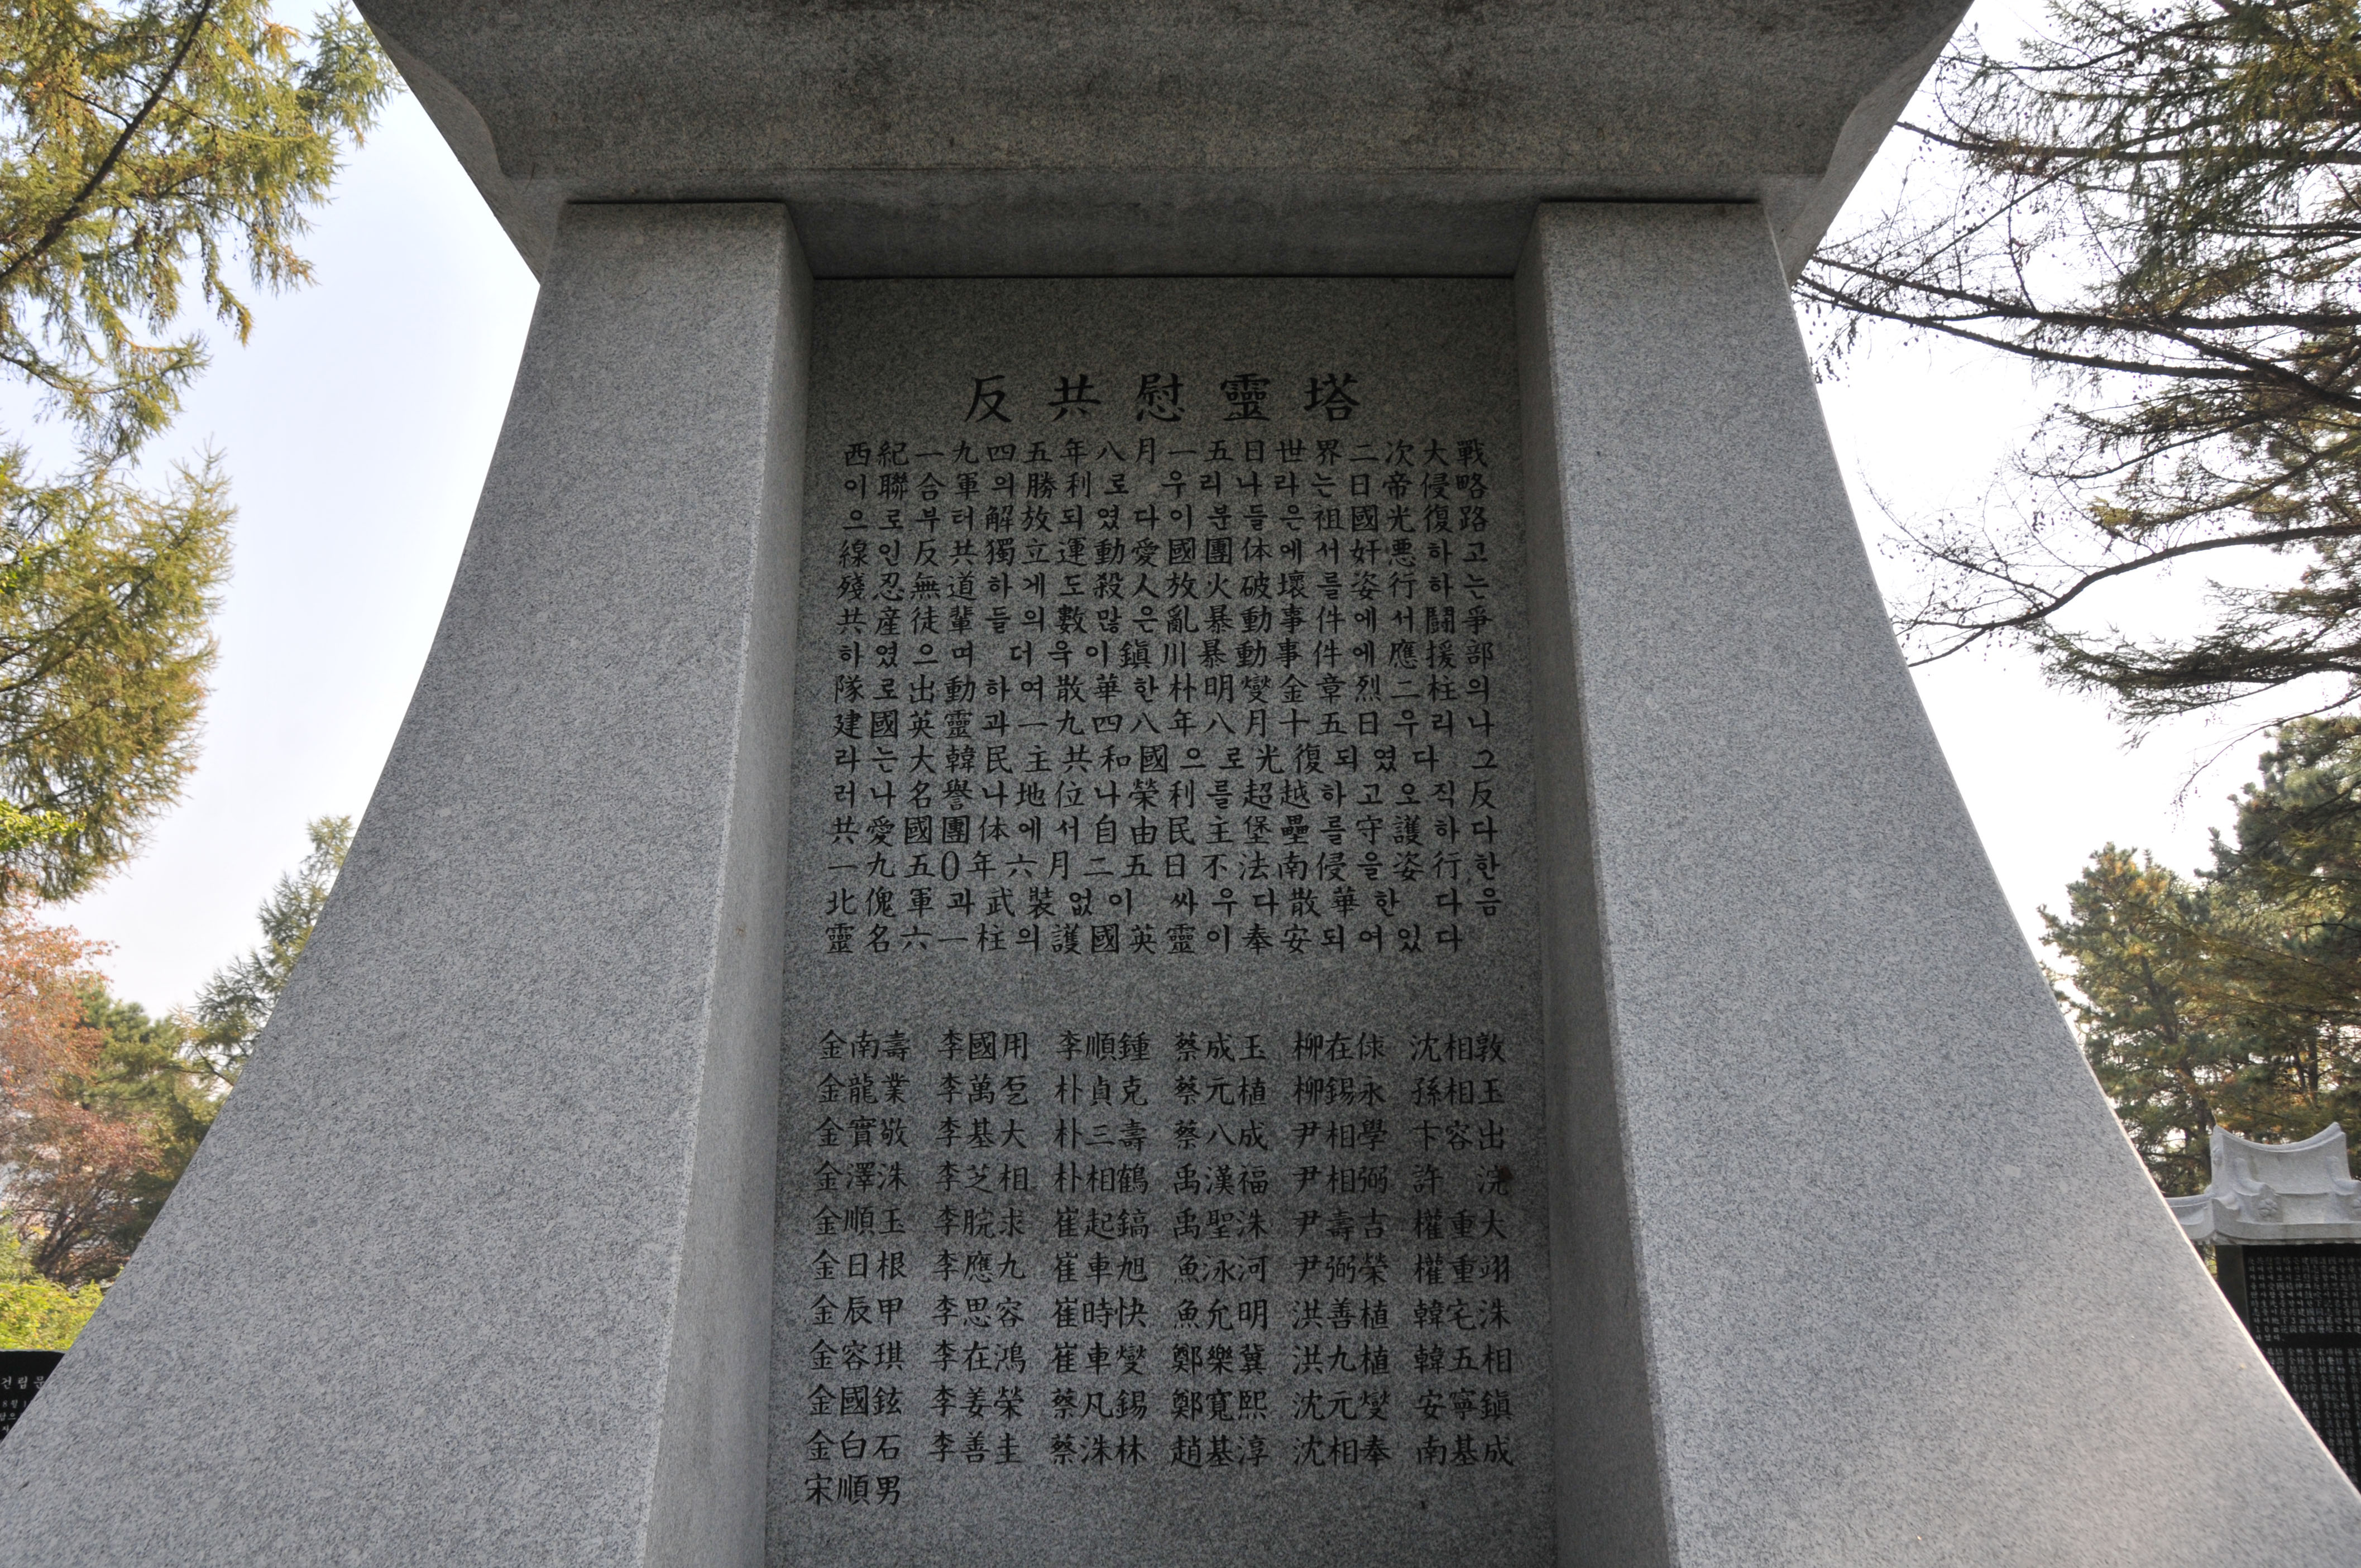 反共慰靈塔
西紀一九四五年八月一五日世界二次大戰
이聯合軍의勝利로 우리나라는日帝侵略
으로부터解放되였다이분들은祖國光復路
線인反共獨立運動愛國團体에서奸悪하고
殘忍無道하게도殺人放火破壞를姿行하는
共産徒輩들의數많은亂暴動事件에서鬪爭
하였으며 더욱이鎭川暴動事件에應援部
隊로出動하여散華한朴明燮金章烈二柱의
建國英靈과一九四八年八月十五日우리나
라는大韓民主共和國으로光復되였다 그
러나名譽나地位나榮利를超越하고오직反
共愛國團体에서自由民主堡壘를守護하다
一九五0年六月二五日不法南侵을姿行한
北傀軍과武裝없이 싸우다散華한 다음
靈名六一柱의護國英靈이奉安되여있다
金南壽 李國用 李順鍾 蔡成玉 柳在俅 沈相敦
金龍業 李萬 朴貞克 蔡元植 柳錫永 孫相玉
金實敬 李基大 朴三壽 蔡八成 尹相學 卞容出
金澤洙 李芝相 朴相鶴 禹漢福 尹相弼 許 浣
金順玉 李脘求 崔起鎬 禹聖洙 尹壽吉 權重大
金日根 李應九 崔車旭 魚泳河 尹弼榮 權重翊
金辰甲 李思容 崔時快 魚允明 洪善植 韓宅洙
金容琪 李在鴻 崔車燮 鄭樂冀 洪九植 韓五相
金國鉉 李姜榮 蔡凡錫 鄭寬熙 沈元燮 安寧鎭
金白石 李善圭 蔡洙林 趙基淳 沈相奉 南基成
宋順男
건립문